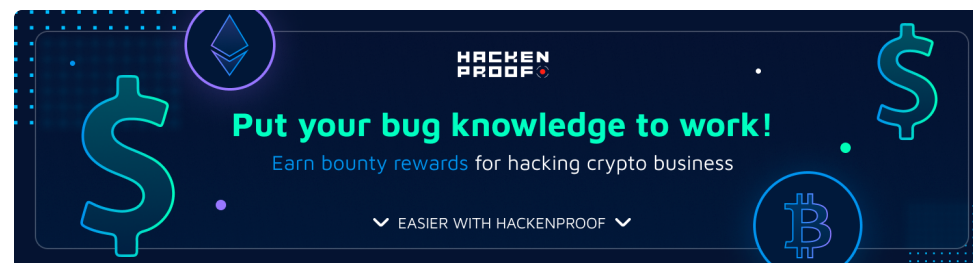 HACKEN
PROOF
Put your bug knowledge to work!
Earn bounty rewards for hacking crypto business
EASIER WITH HACKENPROOF